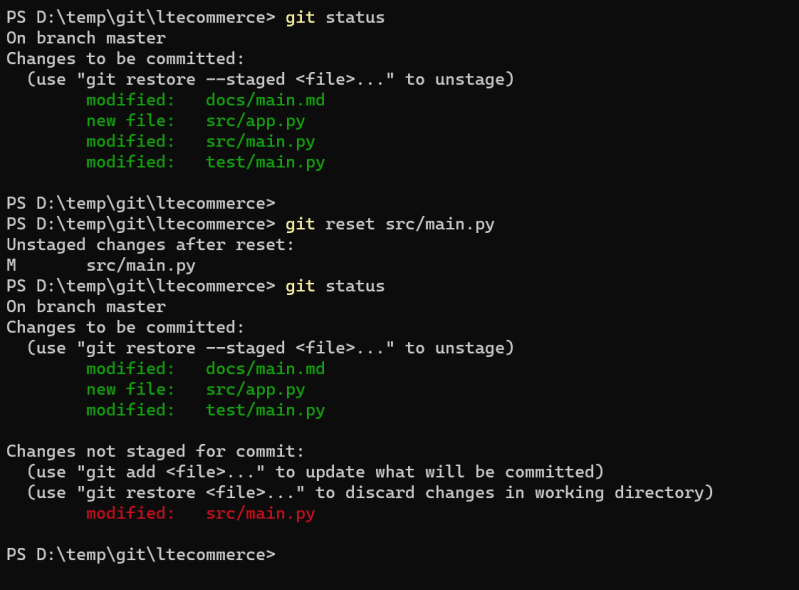 PS D:\temp\git\ltecommerce> git status
On branch master
Changes to be committed:
  (use "git restore --staged <file>..." to unstage)
        modified:   docs/main.md
        new file:   src/app.py
        modified:   src/main.py
        modified:   test/main.py

PS D:\temp\git\ltecommerce>
PS D:\temp\git\ltecommerce> git reset src/main.py
Unstaged changes after reset:
M       src/main.py
PS D:\temp\git\ltecommerce> git status
On branch master
Changes to be committed:
  (use "git restore --staged <file>..." to unstage)
        modified:   docs/main.md
        new file:   src/app.py
        modified:   test/main.py

Changes not staged for commit:
  (use "git add <file>..." to update what will be committed)
  (use "git restore <file>..." to discard changes in working directory)
        modified:   src/main.py

PS D:\temp\git\ltecommerce>